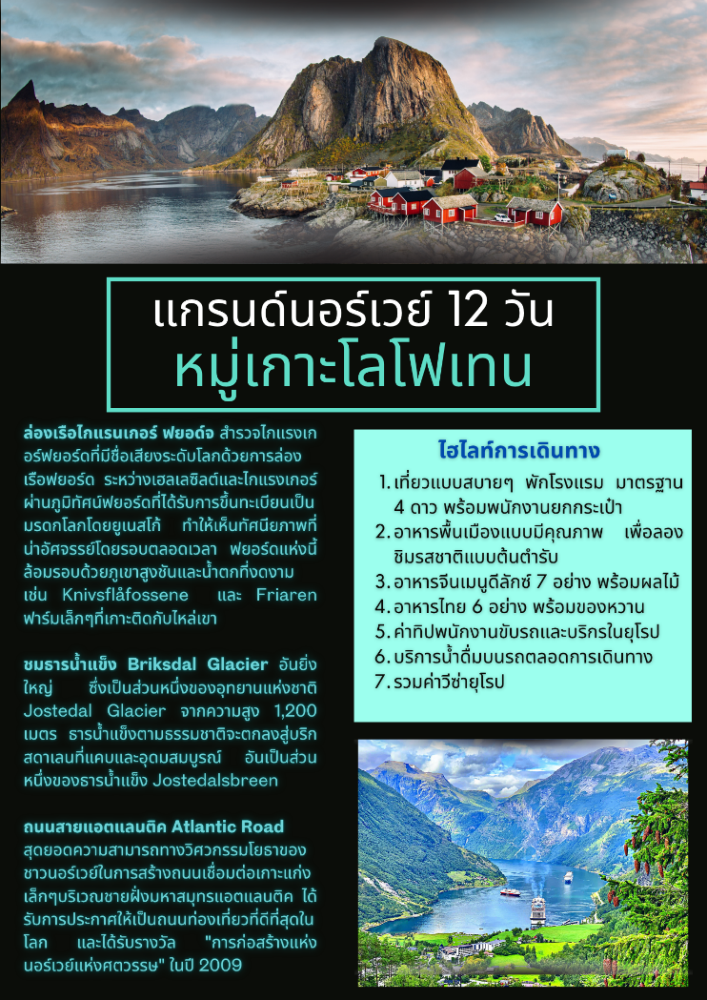 แกรนด์นอร์เวย์ 12 วัน
หมู่เกาะโลโฟเทน
ล่องเรือไกแรนเกอร์ ฟยอด์จ สำรวจไกแรงเก
อร์ฟยอร์ดที่มีชื่อเสียงระดับโลกด้วยการล่อง
เรือฟยอร์ด ระหว่างเฮลเลซิลต์และไกแรงเกอร์
ผ่านภูมิทัศน์ฟยอร์ดที่ได้รับการขึ้นทะเบียนเป็น
มรดกโลกโดยยูเนสโก้ ทำให้เห็นทัศนียภาพที่
น่าอัศจรรย์โดยรอบตลอดเวลา ฟยอร์ดแห่งนี้
ล้อมรอบด้วยภูเขาสูงชันและน้ำตกที่งดงาม
เช่น Knivsflåfossene และ Friaren
ฟาร์มเล็กๆที่เกาะติดกับไหล่เขา
ชมธารน้ำแข็ง Briksdal Glacier อันยิ่ง
ใหญ่ ซึ่งเป็นส่วนหนึ่งของอุทยานแห่งชาติ
Jostedal Glacier จากความสูง 1,200
เมตร ธารน้ำแข็งตามธรรมชาติจะตกลงสู่บริก
สดาเลนที่แคบและอุดมสมบูรณ์ อันเป็นส่วน
หนึ่งของธารน้ำแข็ง Jostedalsbreen
ถนนสายแอตแลนติค Atlantic Road
สุดยอดความสามารถทางวิศวกรรมโยธาของ
ชาวนอร์เวย์ในการสร้างถนนเชื่อมต่อเกาะแก่ง
เล็กๆบริเวณชายฝั่งมหาสมุทรแอตแลนติค ได้
รับการประกาศให้เป็นถนนท่องเที่ยวที่ดีที่สุดใน
โลก และได้รับรางวัล "การก่อสร้างแห่ง
นอร์เวย์แห่งศตวรรษ" ในปี 2009
ไฮไลท์การเดินทาง
1. เที่ยวแบบสบายๆ พักโรงแรม มาตรฐาน
4 ดาว พร้อมพนักงานยกกระเป๋า
2. อาหารพื้นเมืองแบบมีคุณภาพ เพื่อลอง
ชิมรสชาติแบบต้นตำรับ
3. อาหารจีนเมนูดีลักซ์ 7 อย่าง พร้อมผลไม้
4. อาหารไทย 6 อย่าง พร้อมของหวาน
5. ค่าทิปพนักงานขับรถและบริกรในยุโรป
6. บริการน้ำดื่มบนรถตลอดการเดินทาง
7. รวมค่าวีซ่ายุโรป